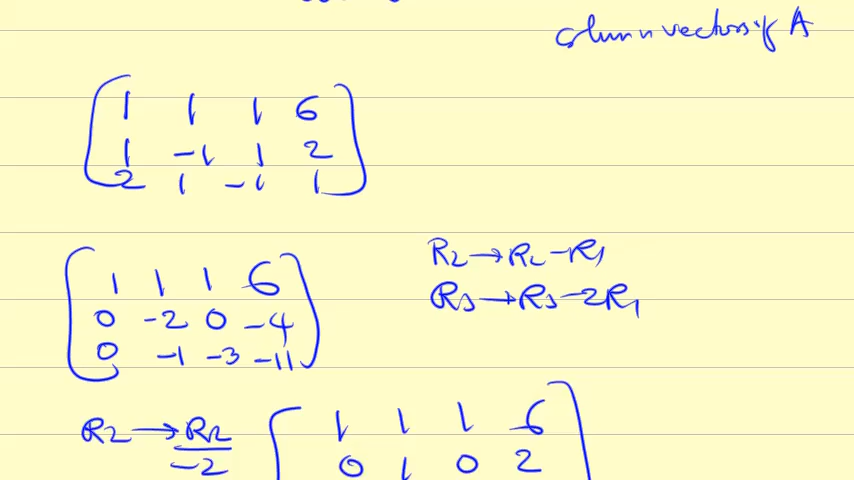 column vectors of A
1 1 1 6
1 -1 1 2
2 1 -1 1
1 1 1 6
0 -2 0 -4
0 -1 -3 -11
R2 → R2 - R1
R3 → R3 - 2R1
R2 → R2/-2
1 1 1 6
0 1 0 2